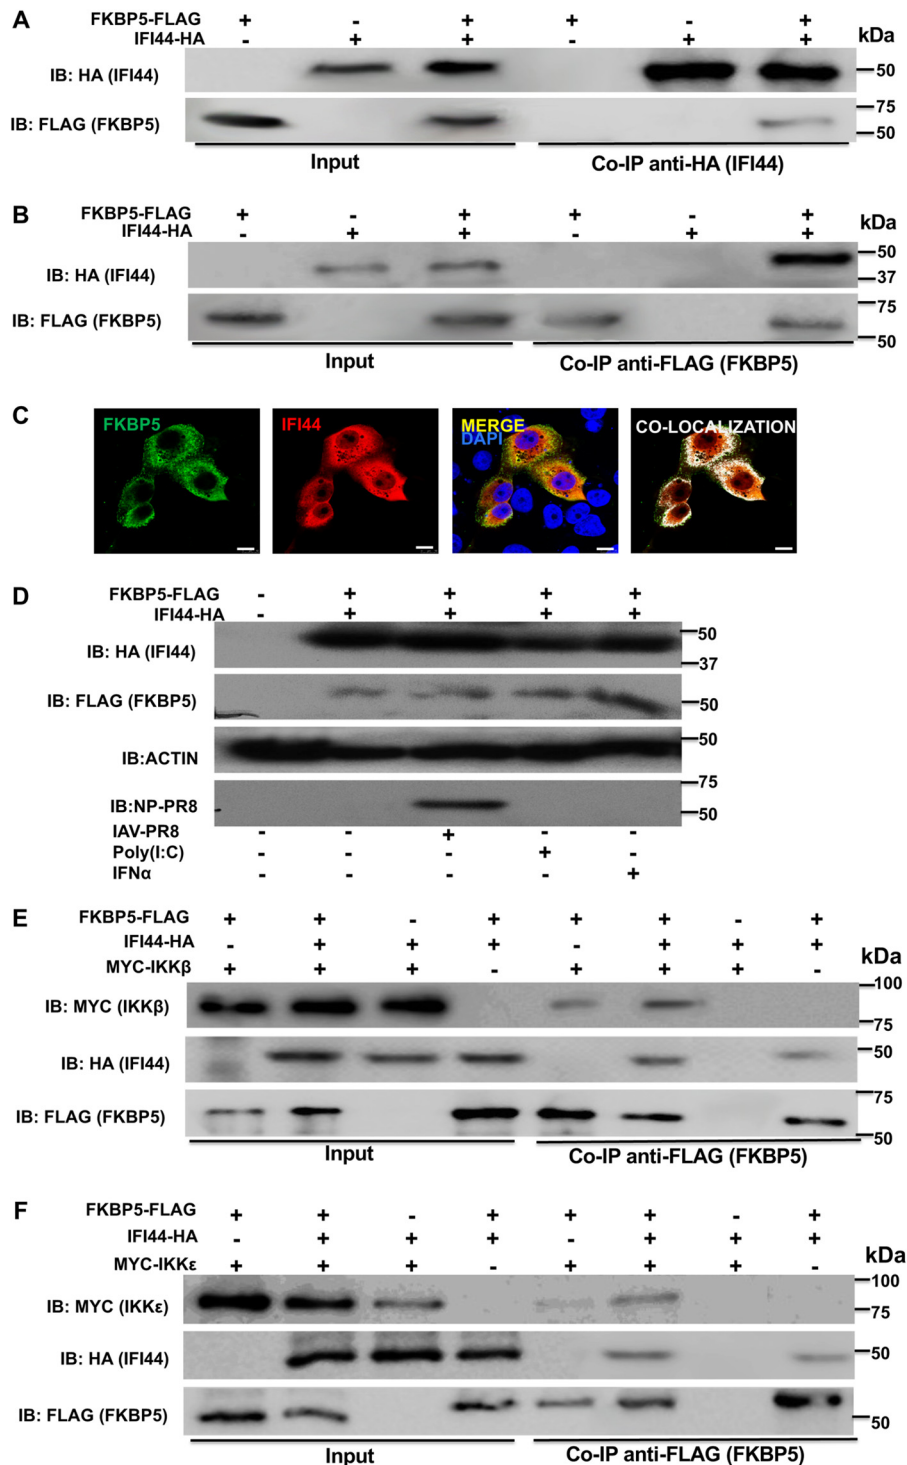 A
FKBP5-FLAG + - + + - +
IFI44-HA - + + - + +
kDa
IB: HA (IFI44) 50
75
IB: FLAG (FKBP5)
50
Input Co-IP anti-HA (IFI44)
B
FKBP5-FLAG + - + + - +
IFI44-HA - + + - + +
kDa
50
IB: HA (IFI44)
37
75
IB: FLAG (FKBP5)
50
Input Co-IP anti-FLAG (FKBP5)
C
FKBP5 IFI44 MERGE CO-LOCALIZATION
DAPI
D
FKBP5-FLAG - + + + +
IFI44-HA - + + + +
50
IB: HA (IFI44)
37
IB: FLAG (FKBP5)
50
50
IB:ACTIN
75
IB:NP-PR8
50
IAV-PR8 - - + - -
Poly(I:C) - - - + -
IFNα - - - - +
E
FKBP5-FLAG + + - + + + - +
IFI44-HA - + + + - + + +
MYC-IKKβ + + + - + + + -
kDa
100
IB: MYC (IKKβ)
75
50
IB: HA (IFI44)
75
IB: FLAG (FKBP5)
50
Input Co-IP anti-FLAG (FKBP5)
F
FKBP5-FLAG + + - + + + - +
IFI44-HA - + + + - + + +
MYC-IKKε + + + - + + + -
kDa
100
IB: MYC (IKKε)
75
50
IB: HA (IFI44)
IB: FLAG (FKBP5)
50
Input Co-IP anti-FLAG (FKBP5)